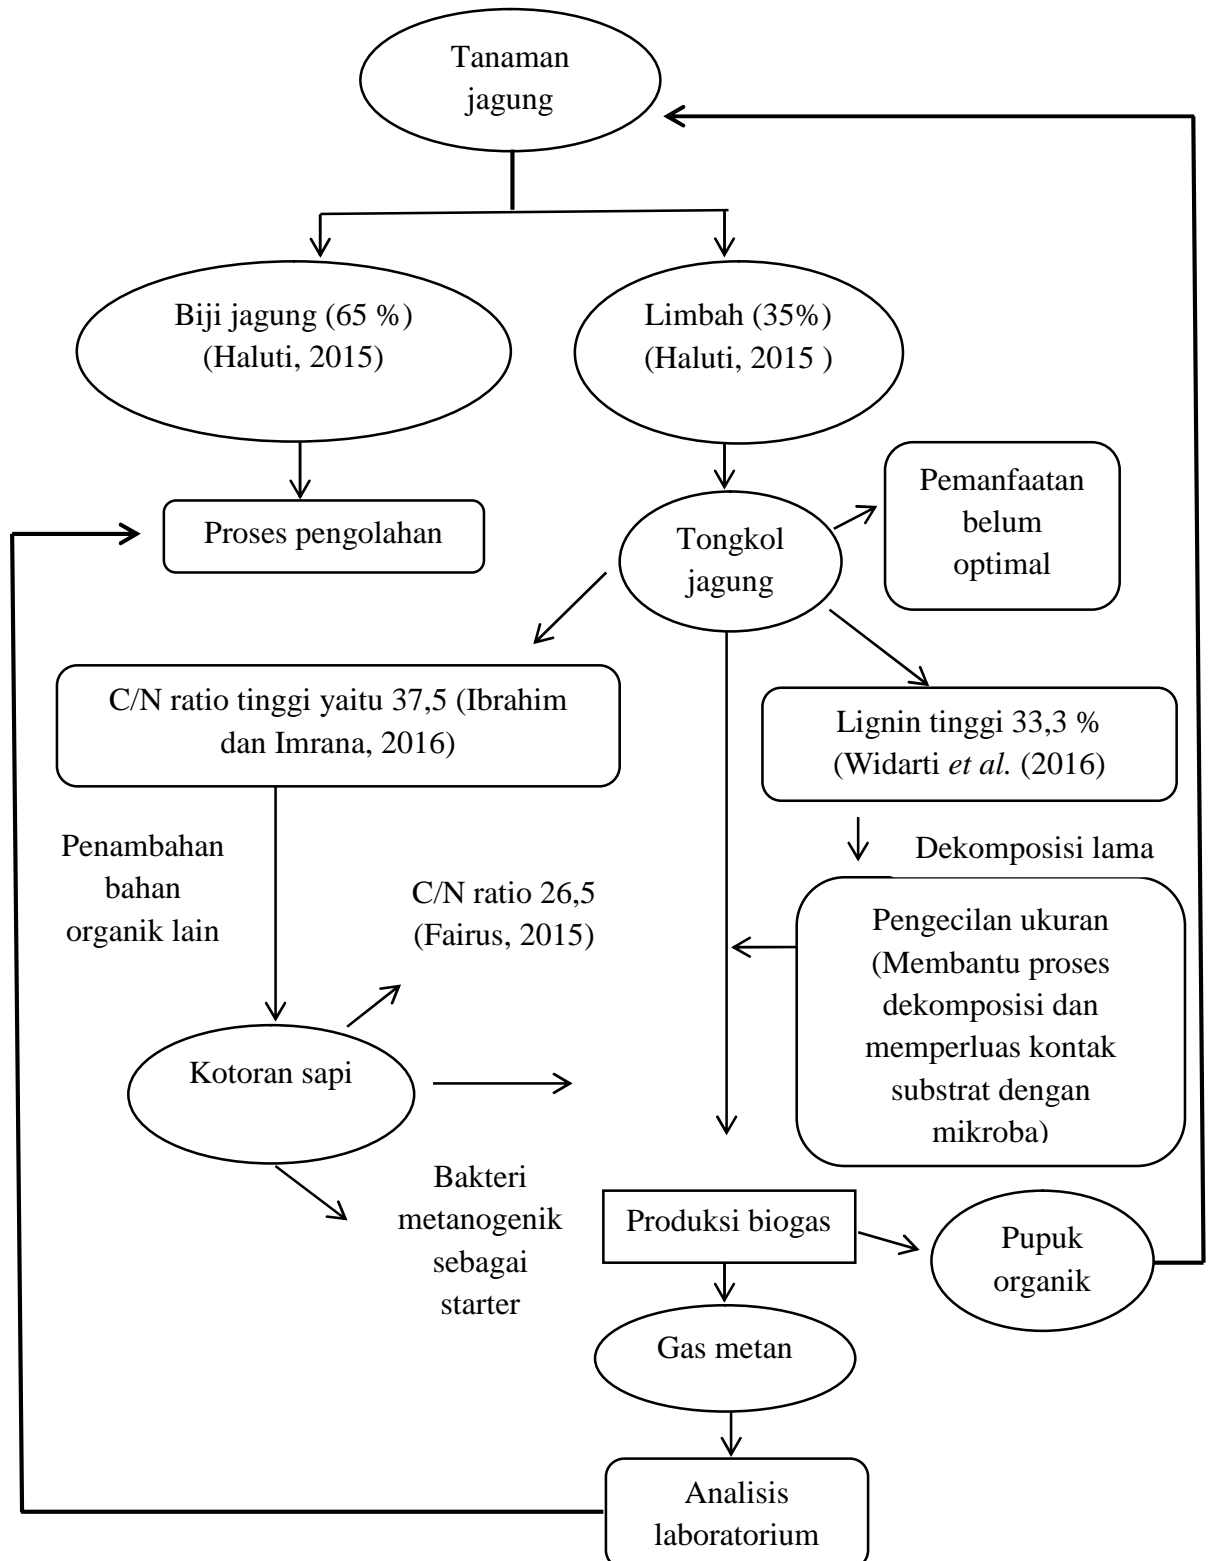 Tanaman
jagung
Biji jagung (65 %)
(Haluti, 2015)
Limbah (35%)
(Haluti, 2015 )
Proses pengolahan
Tongkol
jagung
Pemanfaatan
belum
optimal
C/N ratio tinggi yaitu 37,5 (Ibrahim
dan Imrana, 2016)
Lignin tinggi 33,3 %
(Widarti et al. (2016)
Penambahan
bahan
organik lain
C/N ratio 26,5
(Fairus, 2015)
Dekomposisi lama
Pengecilan ukuran
(Membantu proses
dekomposisi dan
memperluas kontak
substrat dengan
mikroba)
Kotoran sapi
Bakteri
metanogenik
sebagai
starter
Produksi biogas
Pupuk
organik
Gas metan
Analisis
laboratorium